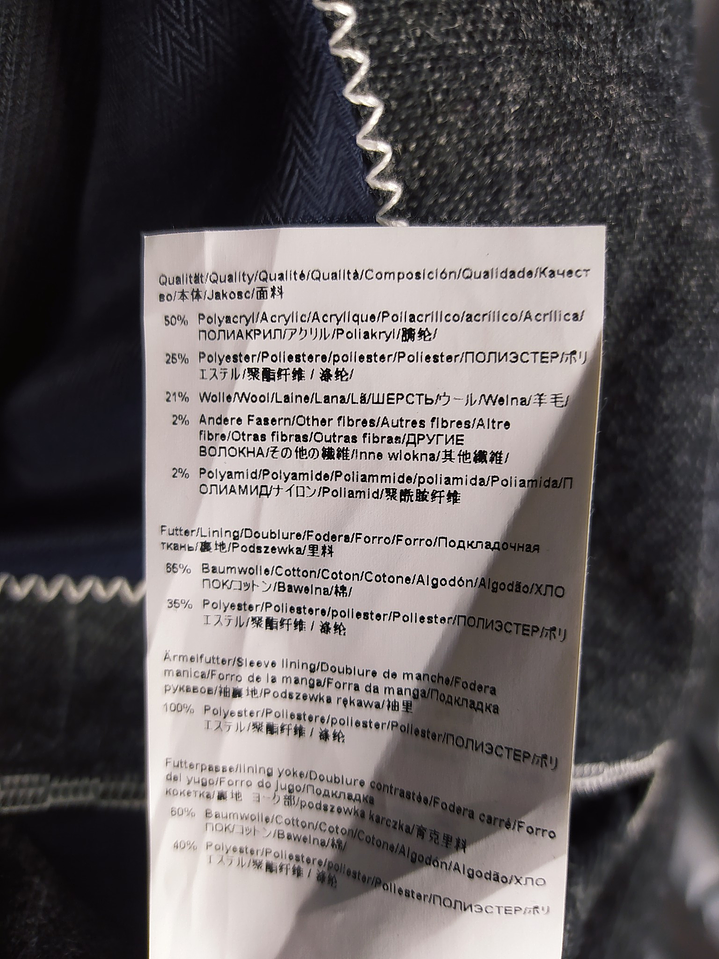 Qualität/Quality/Qualité/Qualità/Composición/Qualidade/Качест
во/本体/Jakosc/面料
50% Polyacryl/Acrylic/Acrylique/Poliacrilico/acrílico/Acrílica/
ПОЛИАКРИЛ/アクリル/Poliakryl/腈纶/
25% Polyester/Poliestere/poliester/Poliester/ПОЛИЭСТЕР/ポリ
エステル/聚酯纤维 / 涤纶/
21% Wolle/Wool/Laine/Lana/Lã/ШЕРСТЬ/ウール/Welna/羊毛/
2% Andere Fasern/Other fibres/Autres fibres/Altre
fibre/Otras fibras/Outras fibras/ДРУГИЕ
ВОЛОКНА/その他の繊維/Inne wlokna/其他纖維/
2% Polyamid/Polyamide/Poliammide/poliamida/Poliamida/П
ОЛИАМИД/ナイロン/Poliamid/聚酰胺纤维
Futter/Lining/Doublure/Fodera/Forro/Forro/Подкладочная
ткань/裏地/Podszewka/里料
65% Baumwolle/Cotton/Coton/Cotone/Algodón/Algodão/ХЛО
ПОК/コットン/Bawelna/棉/
35% Polyester/Poliestere/poliester/Poliester/ПОЛИЭСТЕР/ポリ
エステル/聚酯纤维 / 涤纶
Ärmelfutter/Sleeve lining/Doublure de manche/Fodera
manica/Forro de la manga/Forra da manga/Подкладка
рукавов/袖裏地/Podszewka rękawa/袖里
100% Polyester/Poliestere/poliester/Poliester/ПОЛИЭСТЕР/ポリ
エステル/聚酯纤维 / 涤纶
Futterpasse/lining yoke/Doublure contrastée/Fodera carré/Forro
del yugo/Forro do jugo/Подкладка
кокетка/裏地 ヨーク部/podszewka karczka/育克里料
60% Baumwolle/Cotton/Coton/Cotone/Algodón/Algodão/ХЛО
ПОК/コットン/Bawelna/棉/
40% Polyester/Poliestere/poliester/Poliester/ПОЛИЭСТЕР/ポリ
エステル/聚酯纤维 / 涤纶